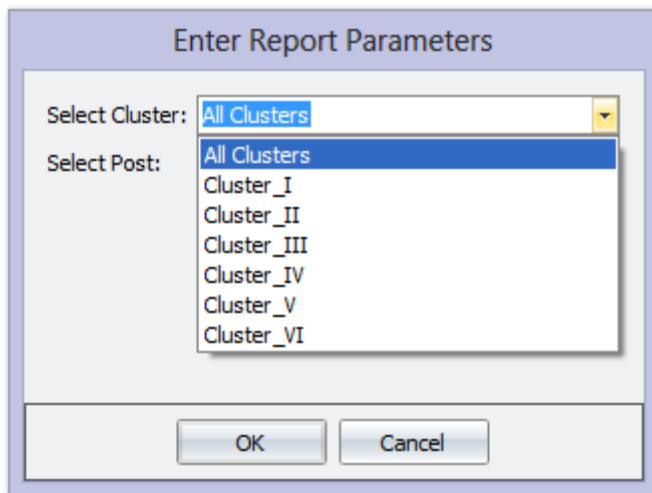 Enter Report Parameters
Select Cluster: All Clusters
Select Post:
All Clusters
Cluster_I
Cluster_II
Cluster_III
Cluster_IV
Cluster_V
Cluster_VI
OK Cancel